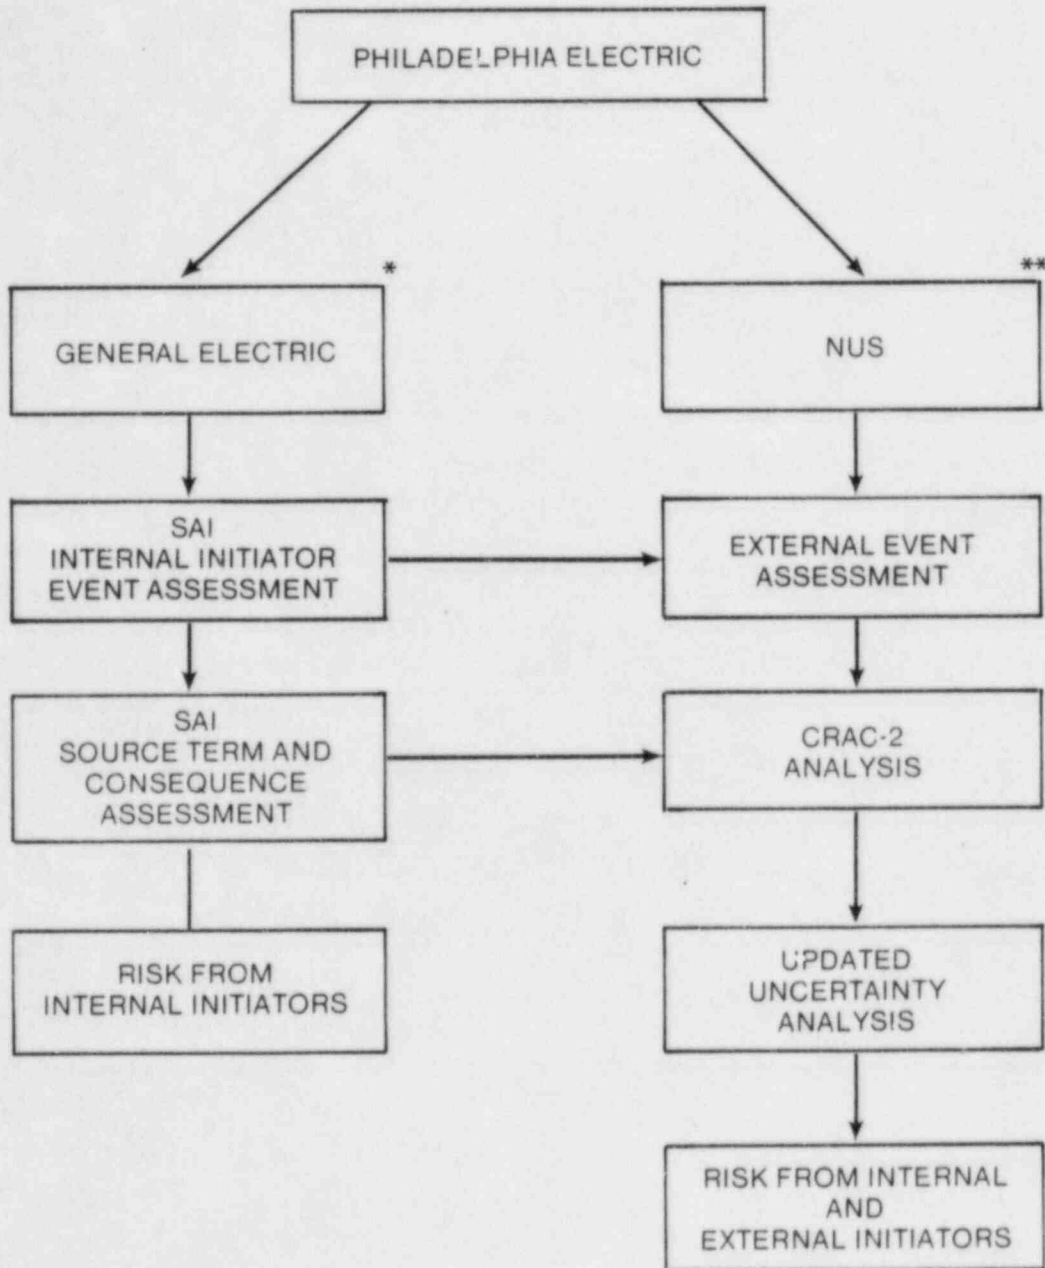 PHILADELPHIA ELECTRIC
*
**
GENERAL ELECTRIC
NUS
SAI
INTERNAL INITIATOR
EVENT ASSESSMENT
EXTERNAL EVENT
ASSESSMENT
SAI
SOURCE TERM AND
CONSEQUENCE
ASSESSMENT
CRAC-2
ANALYSIS
RISK FROM
INTERNAL INITIATORS
UPDATED
UNCERTAINTY
ANALYSIS
RISK FROM INTERNAL
AND
EXTERNAL INITIATORS